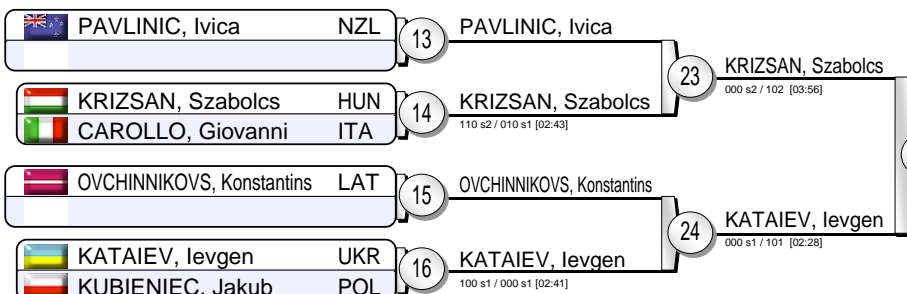 PAVLINIC, Ivica NZL
13
PAVLINIC, Ivica
KRIZSAN, Szabolcs HUN
CAROLLO, Giovanni ITA
14
KRIZSAN, Szabolcs
110 s2 / 010 s1 [02:43]
23
KRIZSAN, Szabolcs
000 s2 / 102 [03:56]
OVCHINNIKOVS, Konstantins LAT
15
OVCHINNIKOVS, Konstantins
KATAIEV, Ievgen UKR
KUBIENIEC, Jakub POL
16
KATAIEV, Ievgen
100 s1 / 000 s1 [02:41]
24
KATAIEV, Ievgen
000 s1 / 101 [02:28]